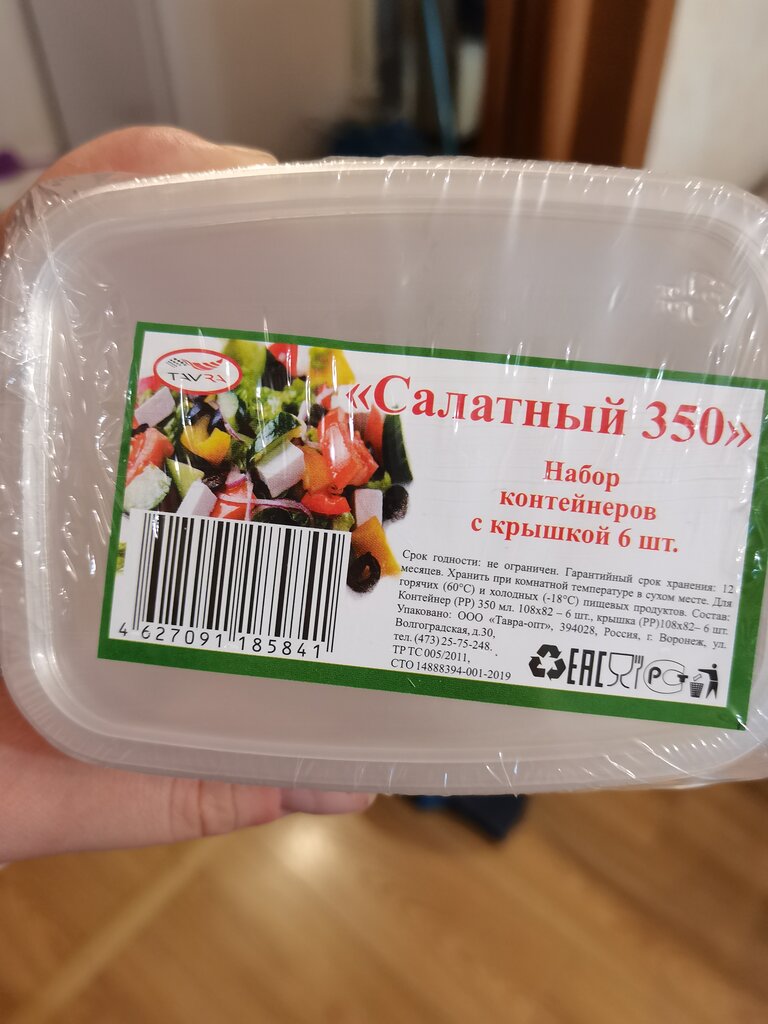 TAVRA
«Салатный 350»
Набор
контейнеров
с крышкой 6 шт.
Срок годности: не ограничен. Гарантийный срок хранения: 12
месяцев. Хранить при комнатной температуре в сухом месте. Для
горячих (60°С) и холодных (-18°С) пищевых продуктов. Состав:
Контейнер (РР) 350 мл. 108х82 – 6 шт., крышка (РР)108х82– 6 шт.
Упаковано: ООО «Тавра-опт», 394028, Россия, г. Воронеж, ул.
Волгоградская, д.30,
тел. (473) 25-75-248.
ТР ТС 005/2011,
СТО 14888394-001-2019
4 627091 185841
EAC
РСТ